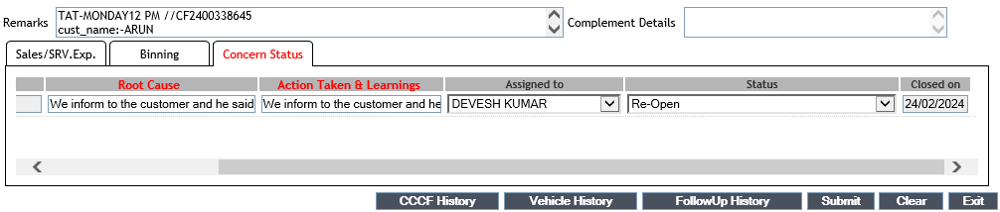 Remarks
TAT-MONDAY12 PM //CF2400338645
cust_name:-ARUN
Complement Details
Sales/SRV.Exp. Binning Concern Status
Root Cause Action Taken & Learnings Assigned to Status Closed on
We inform to the customer and he said We inform to the customer and he DEVESH KUMAR Re-Open 24/02/2024
CCCF History Vehicle History FollowUp History Submit Clear Exit